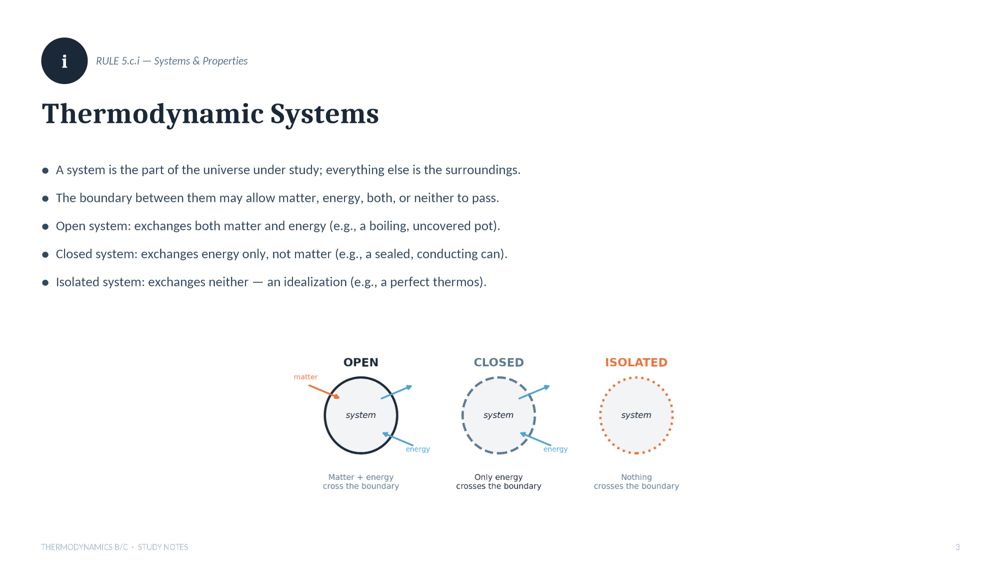 i
RULE 5.c.i — Systems & Properties
Thermodynamic Systems
● A system is the part of the universe under study; everything else is the surroundings.
● The boundary between them may allow matter, energy, both, or neither to pass.
● Open system: exchanges both matter and energy (e.g., a boiling, uncovered pot).
● Closed system: exchanges energy only, not matter (e.g., a sealed, conducting can).
● Isolated system: exchanges neither — an idealization (e.g., a perfect thermos).
OPEN
matter
system
energy
Matter + energy
cross the boundary
CLOSED
system
energy
Only energy
crosses the boundary
ISOLATED
system
Nothing
crosses the boundary
THERMODYNAMICS B/C · STUDY NOTES
3